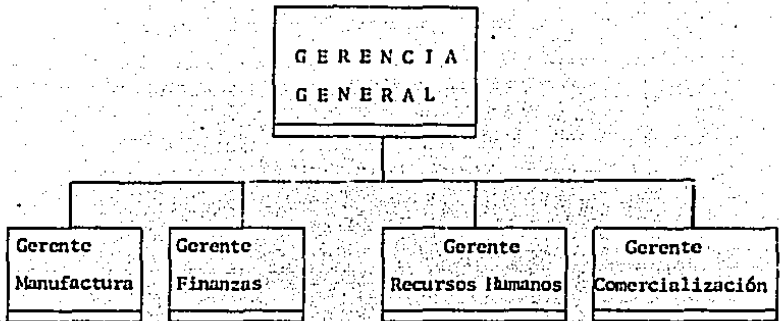 GERENCIA
GENERAL
Gerente
Manufactura
Gerente
Finanzas
Gerente
Recursos Humanos
Gerente
Comercialización